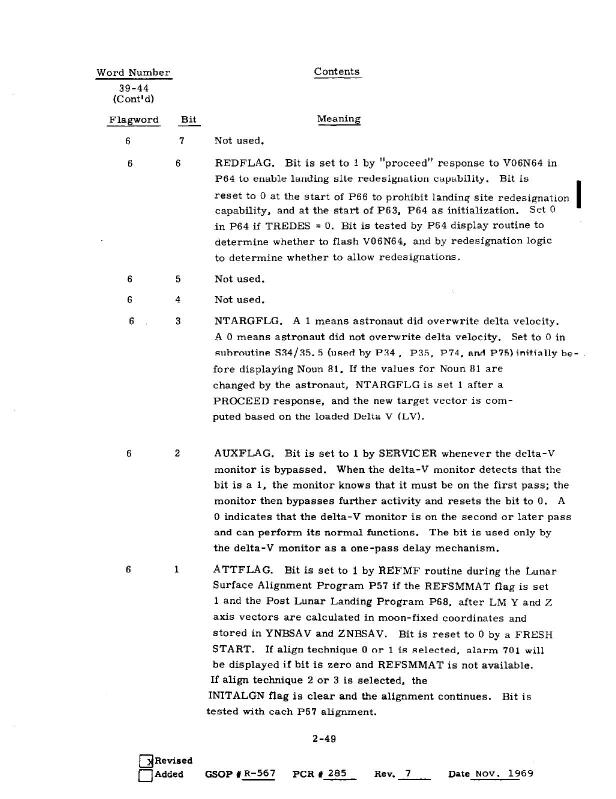 Word Number Contents
39-44
(Cont'd)
Flagword Bit Meaning
6 7 Not used.
6 6 REDFLAG. Bit is set to 1 by "proceed" response to V06N64 in
P64 to enable landing site redesignation capability. Bit is
reset to 0 at the start of P66 to prohibit landing site redesignation
capability, and at the start of P63, P64 as initialization. Set 0
in P64 if TREDES = 0. Bit is tested by P64 display routine to
determine whether to flash V06N64, and by redesignation logic
to determine whether to allow redesignations.
6 5 Not used.
6 4 Not used.
6 3 NTARGFLG. A 1 means astronaut did overwrite delta velocity.
A 0 means astronaut did not overwrite delta velocity. Set to 0 in
subroutine S34/35.5 (used by P34, P35, P74, and P75) initially be-
fore displaying Noun 81. If the values for Noun 81 are
changed by the astronaut, NTARGFLG is set 1 after a
PROCEED response, and the new target vector is com-
puted based on the loaded Delta V (LV).
6 2 AUXFLAG. Bit is set to 1 by SERVICER whenever the delta-V
monitor is bypassed. When the delta-V monitor detects that the
bit is a 1, the monitor knows that it must be on the first pass; the
monitor then bypasses further activity and resets the bit to 0. A
0 indicates that the delta-V monitor is on the second or later pass
and can perform its normal functions. The bit is used only by
the delta-V monitor as a one-pass delay mechanism.
6 1 ATTFLAG. Bit is set to 1 by REFMF routine during the Lunar
Surface Alignment Program P57 if the REFSMMAT flag is set
1 and the Post Lunar Landing Program P68, after LM Y and Z
axis vectors are calculated in moon-fixed coordinates and
stored in YNBSAV and ZNBSAV. Bit is reset to 0 by a FRESH
START. If align technique 0 or 1 is selected, alarm 701 will
be displayed if bit is zero and REFSMMAT is not available.
If align technique 2 or 3 is selected, the
INITALGN flag is clear and the alignment continues. Bit is
tested with each P57 alignment.
2-49
x Revised
Added GSOP # R-567 PCR # 285 Rev. 7 Date NOV. 1969